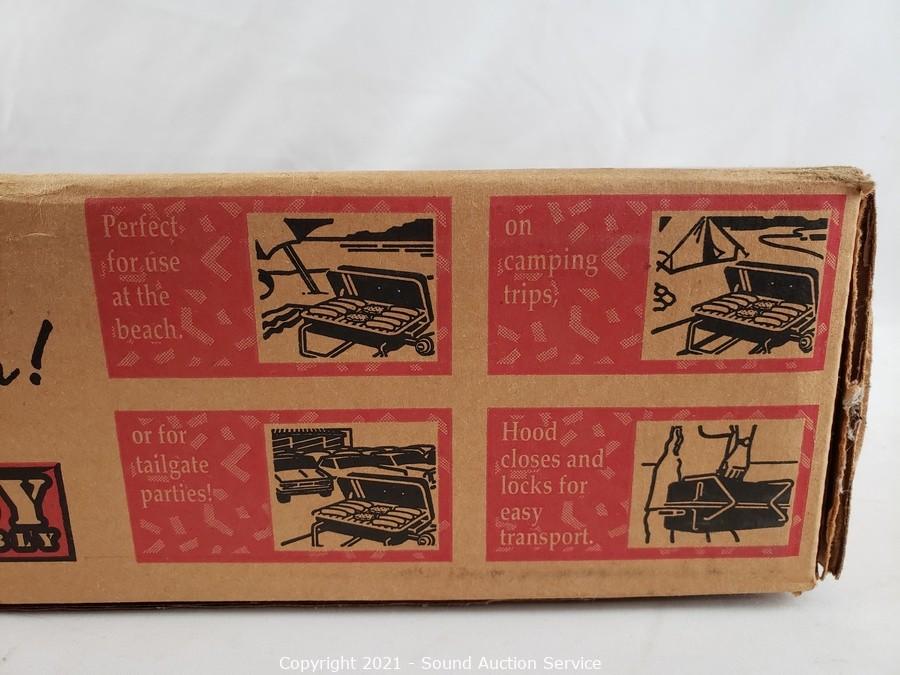 Perfect
for use
at the
beach,
on
camping
trips,
or for
tailgate
parties!
Hood
closes and
locks for
easy
transport.
Copyright 2021 - Sound Auction Service